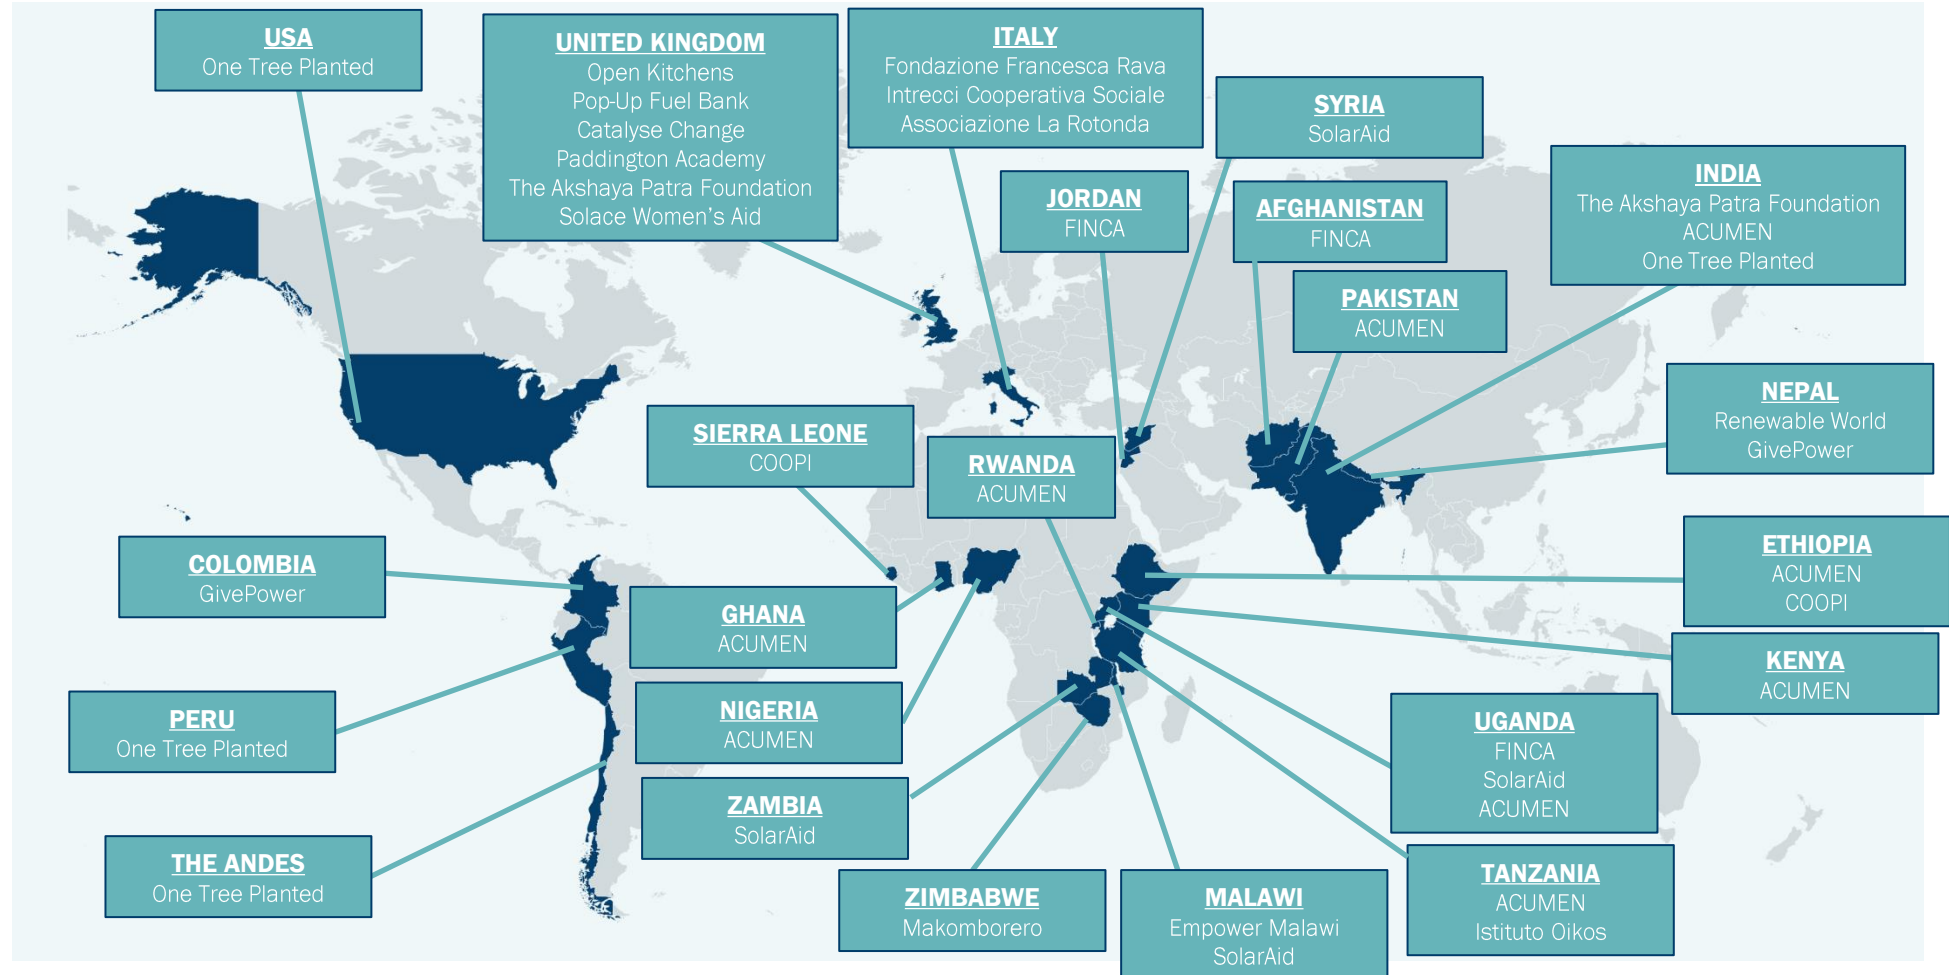 USA
One Tree Planted
UNITED KINGDOM
Open Kitchens
Pop-Up Fuel Bank
Catalyse Change
Paddington Academy
The Akshaya Patra Foundation
Solace Women's Aid
ITALY
Fondazione Francesca Rava
Intrecci Cooperativa Sociale
Associazione La Rotonda
SYRIA
SolarAid
JORDAN
FINCA
AFGHANISTAN
FINCA
INDIA
The Akshaya Patra Foundation
ACUMEN
One Tree Planted
PAKISTAN
ACUMEN
NEPAL
Renewable World
GivePower
SIERRA LEONE
COOPI
RWANDA
ACUMEN
COLOMBIA
GivePower
GHANA
ACUMEN
ETHIOPIA
ACUMEN
COOPI
KENYA
ACUMEN
PERU
One Tree Planted
NIGERIA
ACUMEN
UGANDA
FINCA
SolarAid
ACUMEN
ZAMBIA
SolarAid
THE ANDES
One Tree Planted
ZIMBABWE
Makomborero
MALAWI
Empower Malawi
SolarAid
TANZANIA
ACUMEN
Istituto Oikos